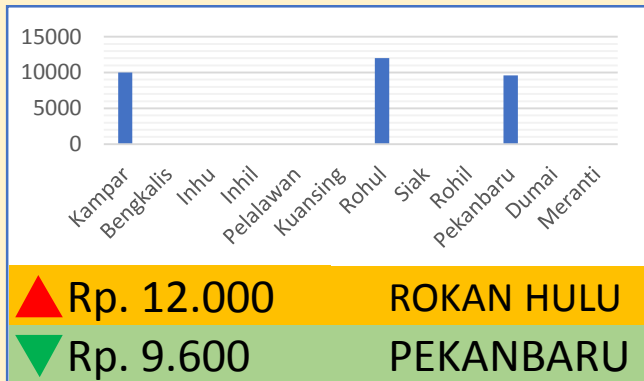 15000
10000
5000
0
Kampar
Bengkalis
Inhu
Inhil
Pelalawan
Kuansing
Rohul
Siak
Rohil
Pekanbaru
Dumai
Meranti
Rp. 12.000 ROKAN HULU
Rp. 9.600 PEKANBARU